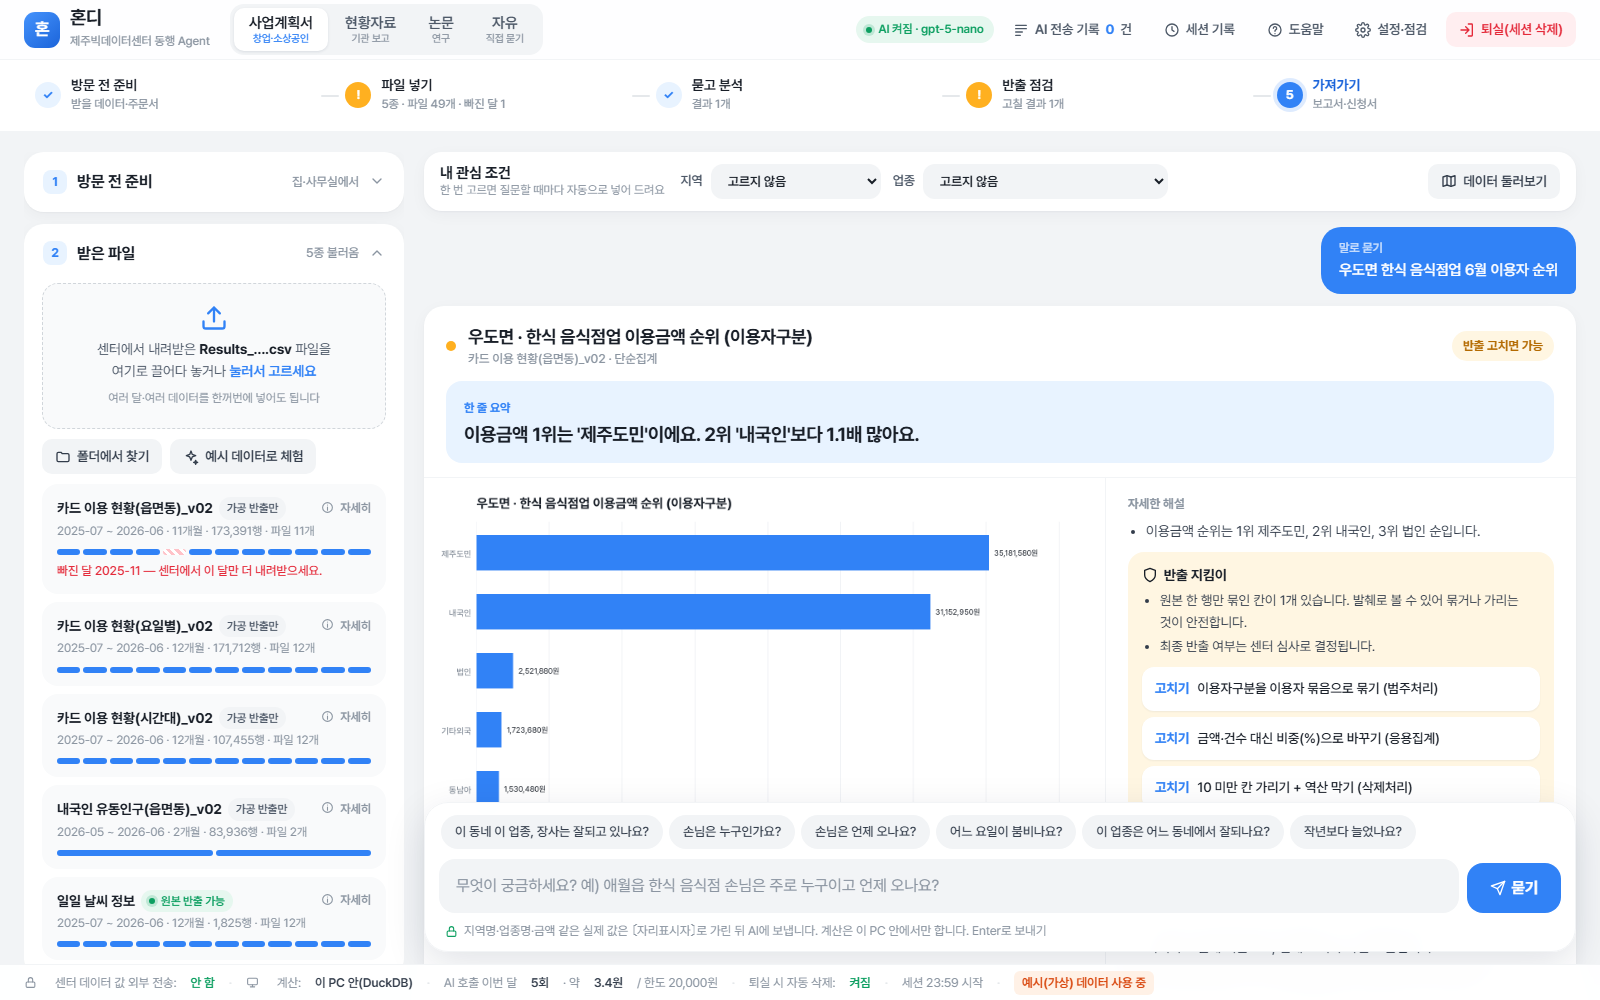 혼
혼디
제주빅데이터센터 동행 Agent
사업계획서
창업·소상공인
현황자료
기관 보고
논문
연구
자유
직접 묻기
AI 켜짐 · gpt-5-nano
AI 전송 기록 0 건
세션 기록
도움말
설정·점검
퇴실(세션 삭제)
방문 전 준비
받을 데이터·주문서
!
파일 넣기
5종 · 파일 49개 · 빠진 달 1
묻고 분석
결과 1개
!
반출 점검
고칠 결과 1개
5
가져가기
보고서·신청서
1 방문 전 준비 집·사무실에서
2 받은 파일 5종 불러옴
센터에서 내려받은 Results_....csv 파일을
여기로 끌어다 놓거나 눌러서 고르세요
여러 달·여러 데이터를 한꺼번에 넣어도 됩니다
폴더에서 찾기
예시 데이터로 체험
카드 이용 현황(읍면동)_v02 가공 반출만 자세히
2025-07 ~ 2026-06 · 11개월 · 173,391행 · 파일 11개
빠진 달 2025-11 — 센터에서 이 달만 더 내려받으세요.
카드 이용 현황(요일별)_v02 가공 반출만 자세히
2025-07 ~ 2026-06 · 12개월 · 171,712행 · 파일 12개
카드 이용 현황(시간대)_v02 가공 반출만 자세히
2025-07 ~ 2026-06 · 12개월 · 107,455행 · 파일 12개
내국인 유동인구(읍면동)_v02 가공 반출만 자세히
2026-05 ~ 2026-06 · 2개월 · 83,936행 · 파일 2개
일일 날씨 정보 원본 반출 가능 자세히
2025-07 ~ 2026-06 · 12개월 · 1,825행 · 파일 12개
내 관심 조건
한 번 고르면 질문할 때마다 자동으로 넣어 드려요
지역 고르지 않음
업종 고르지 않음
데이터 둘러보기
말로 묻기
우도면 한식 음식점업 6월 이용자 순위
우도면 · 한식 음식점업 이용금액 순위 (이용자구분)
카드 이용 현황(읍면동)_v02 · 단순집계
반출 고치면 가능
한 줄 요약
이용금액 1위는 '제주도민'이에요. 2위 '내국인'보다 1.1배 많아요.
우도면 · 한식 음식점업 이용금액 순위 (이용자구분)
제주도민 35,181,580원
내국인 31,152,950원
법인 2,521,880원
기타외국 1,723,680원
동남아 1,530,480원
자세한 해설
• 이용금액 순위는 1위 제주도민, 2위 내국인, 3위 법인 순입니다.
반출 지킴이
• 원본 한 행만 묶인 칸이 1개 있습니다. 발췌로 볼 수 있어 묶거나 가리는
것이 안전합니다.
• 최종 반출 여부는 센터 심사로 결정됩니다.
고치기 이용자구분을 이용자 묶음으로 묶기 (범주처리)
고치기 금액·건수 대신 비중(%)으로 바꾸기 (응용집계)
고치기 10 미만 칸 가리기 + 역산 막기 (삭제처리)
이 동네 이 업종, 장사는 잘되고 있나요?
손님은 누구인가요?
손님은 언제 오나요?
어느 요일이 붐비나요?
이 업종은 어느 동네에서 잘되나요?
작년보다 늘었나요?
무엇이 궁금하세요? 예) 애월읍 한식 음식점 손님은 주로 누구이고 언제 오나요?
묻기
지역명·업종명·금액 같은 실제 값은 [자리표시자]로 가린 뒤 AI에 보냅니다. 계산은 이 PC 안에서만 합니다. Enter로 보내기
센터 데이터 값 외부 전송: 안 함 · 계산: 이 PC 안(DuckDB) · AI 호출 이번 달 5회 · 약 3.4원 / 한도 20,000원 · 퇴실 시 자동 삭제: 켜짐 · 세션 23:59 시작 · 예시(가상) 데이터 사용 중